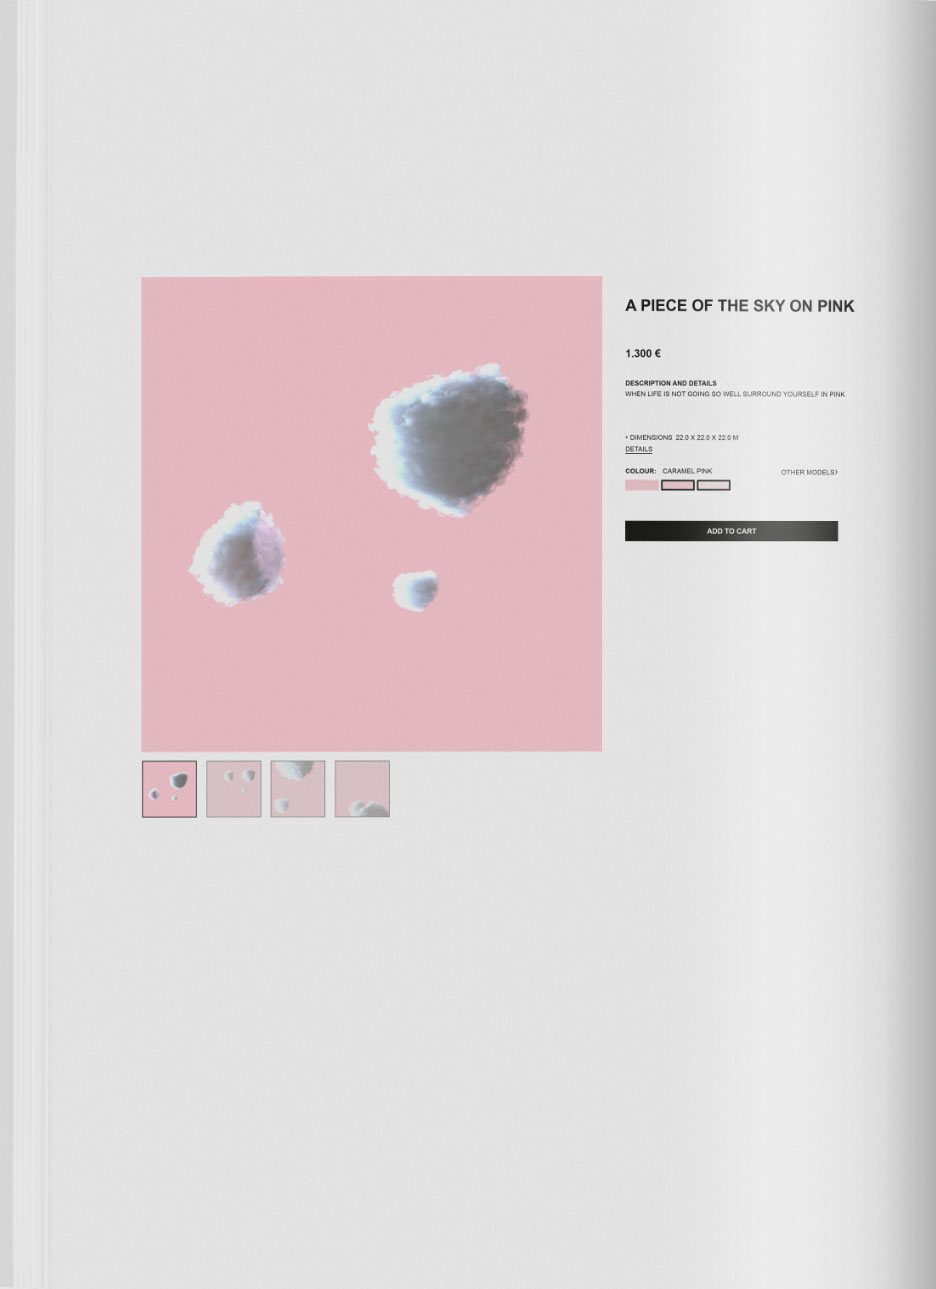 A PIECE OF THE SKY ON PINK
1.300 €
DESCRIPTION AND DETAILS
WHEN LIFE IS NOT GOING SO WELL SURROUND YOURSELF IN PINK
• DIMENSIONS 22.0 X 22.0 X 22.0 M
DETAILS
COLOUR: CARAMEL PINK
OTHER MODELS>
ADD TO CART